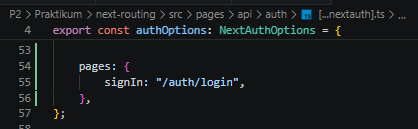 P2 > Praktikum > next-routing > src > pages > api > auth > TS [...nextauth].ts > ...
4 export const authOptions: NextAuthOptions = {
53
54 pages: {
55 signIn: "/auth/login",
56 },
57 };